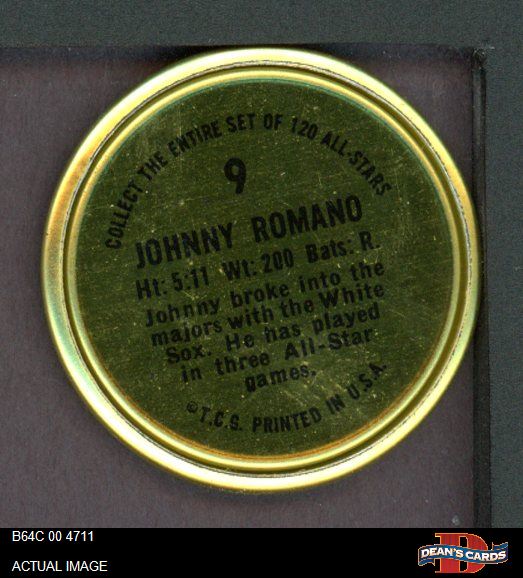 COLLECT THE ENTIRE SET OF 120 ALL-STARS
9
JOHNNY ROMANO
Ht: 5:11 Wt: 200 Bats: R.
Johnny broke into the
majors with the White
Sox. He has played
in three All-Star
games.
©T.C.G. PRINTED IN U.S.A.
B64C 00 4711
ACTUAL IMAGE
D
DEAN'S CARDS